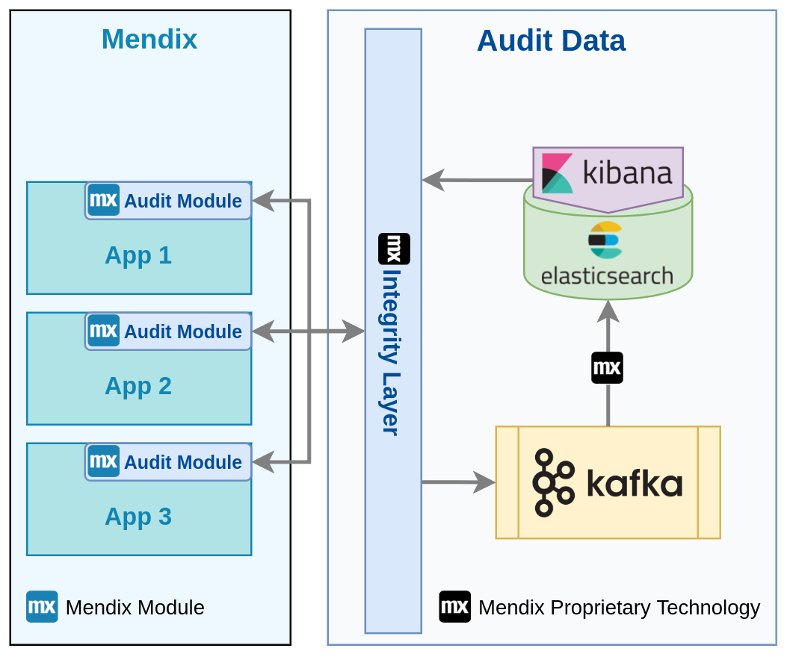 Mendix
mx Audit Module
App 1
mx Audit Module
App 2
mx Audit Module
App 3
mx Mendix Module
Audit Data
mx Integrity Layer
kibana
elasticsearch
mx
kafka
mx Mendix Proprietary Technology